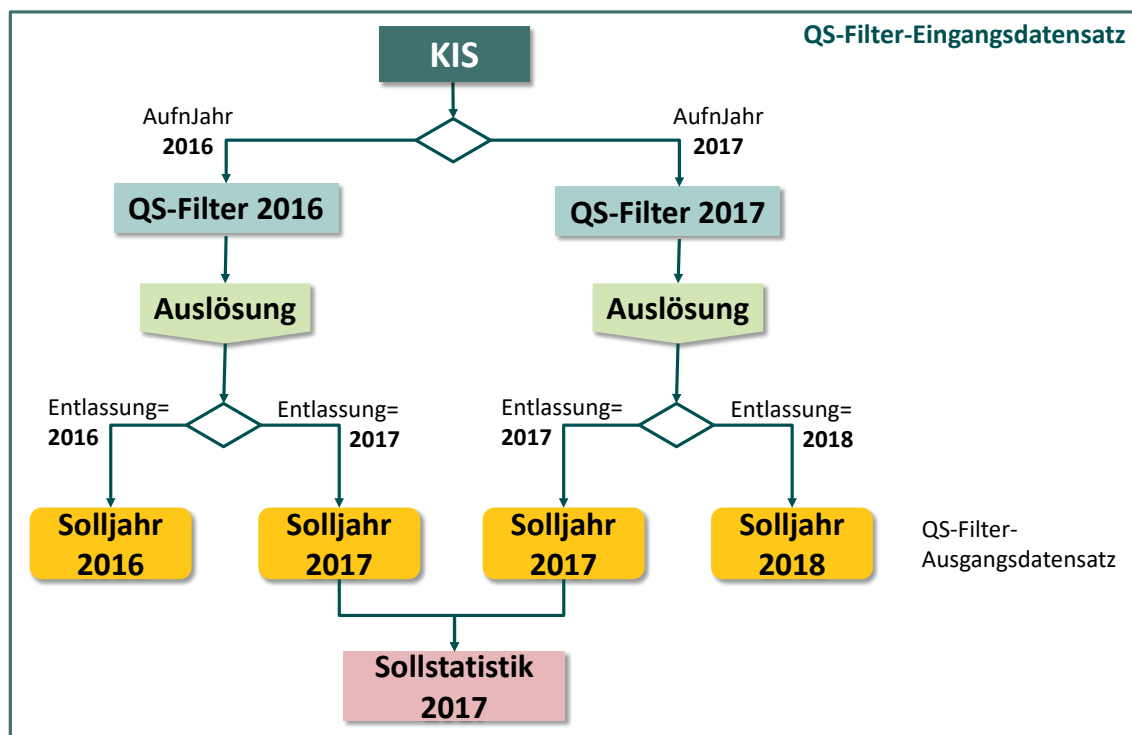 QS-Filter-Eingangsdatensatz
KIS
AufnJahr
2016
AufnJahr
2017
QS-Filter 2016
QS-Filter 2017
Auslösung
Auslösung
Entlassung=
2016
Entlassung=
2017
Entlassung=
2017
Entlassung=
2018
Solljahr
2016
Solljahr
2017
Solljahr
2017
Solljahr
2018
QS-Filter-
Ausgangsdatensatz
Sollstatistik
2017